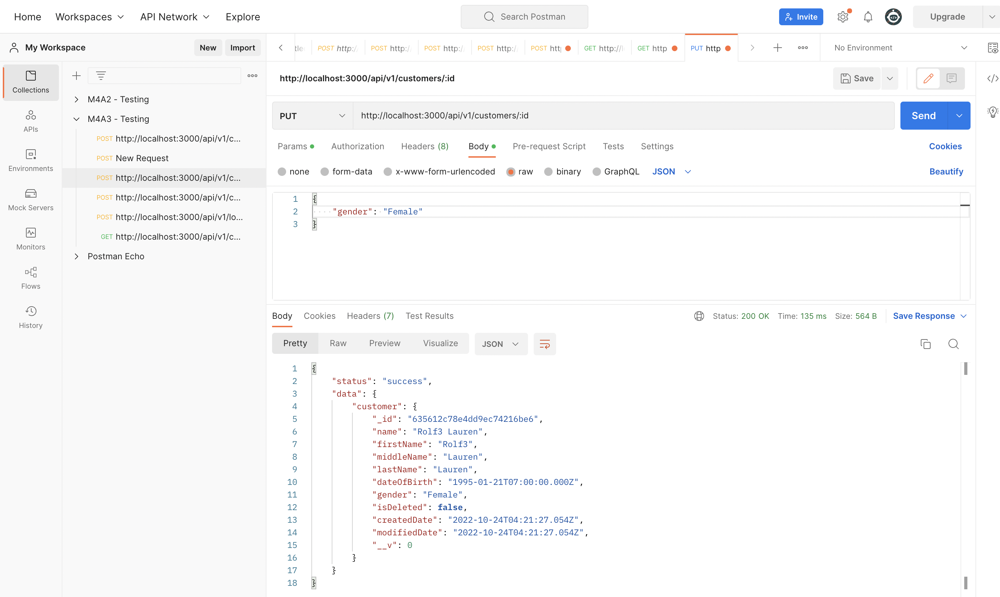 Home Workspaces API Network Explore Search Postman Invite Upgrade
My Workspace New Import
POST http:/ POST http:/ POST http:/ POST http:/ POST htt GET http:// GET http PUT http No Environment
Collections
APIs
Environments
Mock Servers
Monitors
Flows
History
M4A2 - Testing
M4A3 - Testing
POST http://localhost:3000/api/v1/c...
POST New Request
POST http://localhost:3000/api/v1/c...
POST http://localhost:3000/api/v1/c...
POST http://localhost:3000/api/v1/lo...
GET http://localhost:3000/api/v1/c...
Postman Echo
http://localhost:3000/api/v1/customers/:id Save
PUT http://localhost:3000/api/v1/customers/:id Send
Params Authorization Headers (8) Body Pre-request Script Tests Settings Cookies
none form-data x-www-form-urlencoded raw binary GraphQL JSON Beautify
1 {
2 "gender": "Female"
3 }
Body Cookies Headers (7) Test Results Status: 200 OK Time: 135 ms Size: 564 B Save Response
Pretty Raw Preview Visualize JSON
1 {
2 "status": "success",
3 "data": {
4 "customer": {
5 "_id": "635612c78e4dd9ec74216be6",
6 "name": "Rolf3 Lauren",
7 "firstName": "Rolf3",
8 "middleName": "Lauren",
9 "lastName": "Lauren",
10 "dateOfBirth": "1995-01-21T07:00:00.000Z",
11 "gender": "Female",
12 "isDeleted": false,
13 "createdDate": "2022-10-24T04:21:27.054Z",
14 "modifiedDate": "2022-10-24T04:21:27.054Z",
15 "__v": 0
16 }
17 }
18 }